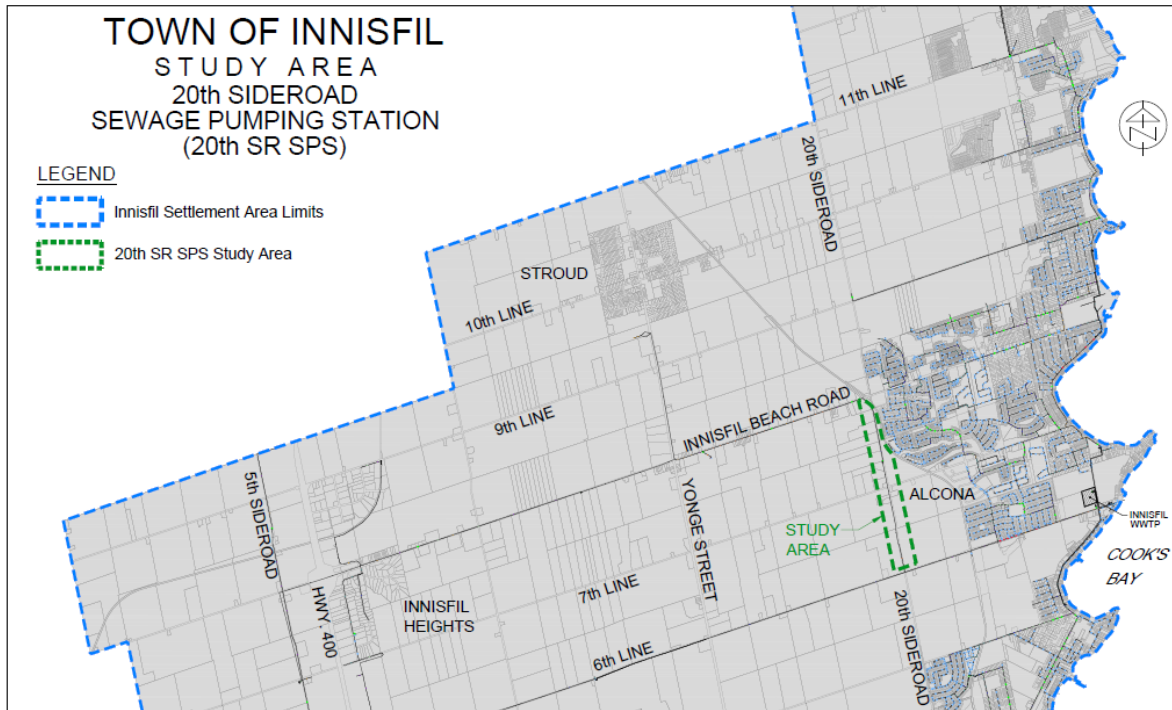 TOWN OF INNISFIL
STUDY AREA
20th SIDEROAD
SEWAGE PUMPING STATION
(20th SR SPS)
LEGEND
Innisfil Settlement Area Limits
20th SR SPS Study Area
11th LINE
20th SIDEROAD
N
STROUD
10th LINE
INNISFIL BEACH ROAD
9th LINE
5th SIDEROAD
YONGE STREET
ALCONA
STUDY
AREA
INNISFIL
WWTP
COOK'S
BAY
HWY. 400
INNISFIL
HEIGHTS
7th LINE
6th LINE
20th SIDEROAD